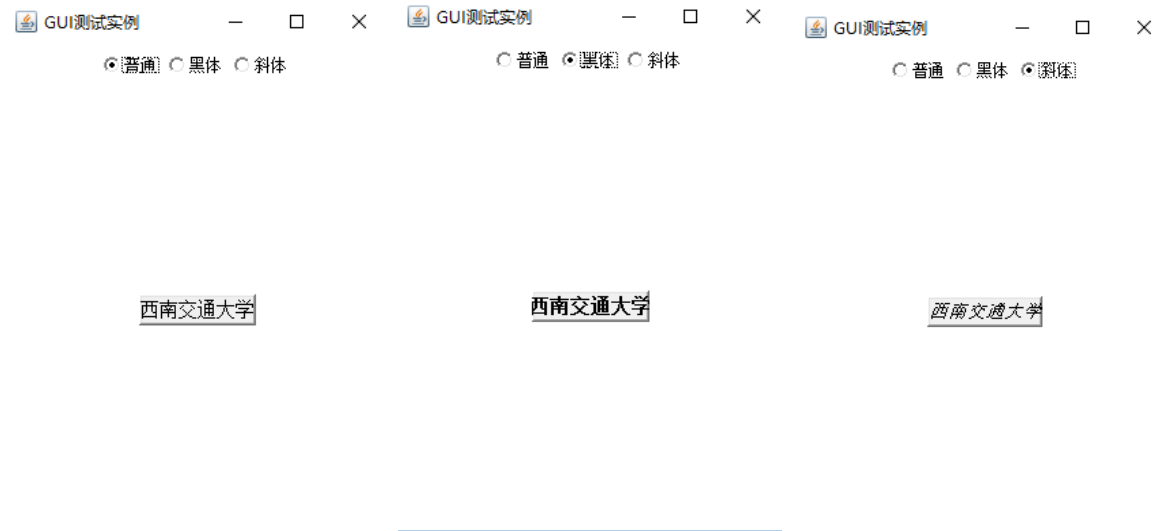 GUI测试实例
普通 黑体 斜体
西南交通大学
GUI测试实例
普通 黑体 斜体
西南交通大学
GUI测试实例
普通 黑体 斜体
西南交通大学